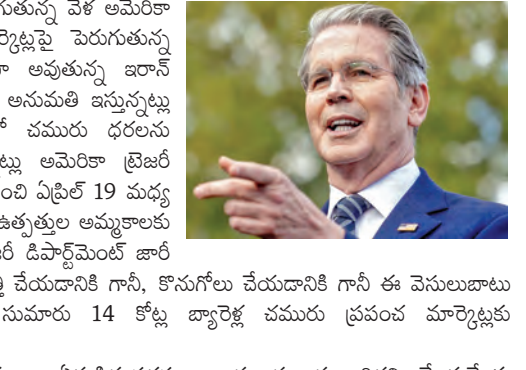 గుతున్న వేళ అమెరికా
ర్కెట్లపై పెరుగుతున్న
అవుతున్న ఇరాన్
అనుమతి ఇస్తున్నట్లు
చమురు ధరలను
ట్లు అమెరికా ట్రెజరీ
ంచి ఏప్రిల్ 19 మధ్య
ఉత్పత్తుల అమ్మకాలకు
రీ డిపార్ట్‌మెంట్ జారీ
త్తి చేయడానికి గానీ, కొనుగోలు చేయడానికి గానీ ఈ వెసులుబాటు
సుమారు 14 కోట్ల బ్యారెళ్ల చమురు ప్రపంచ మార్కెట్లకు